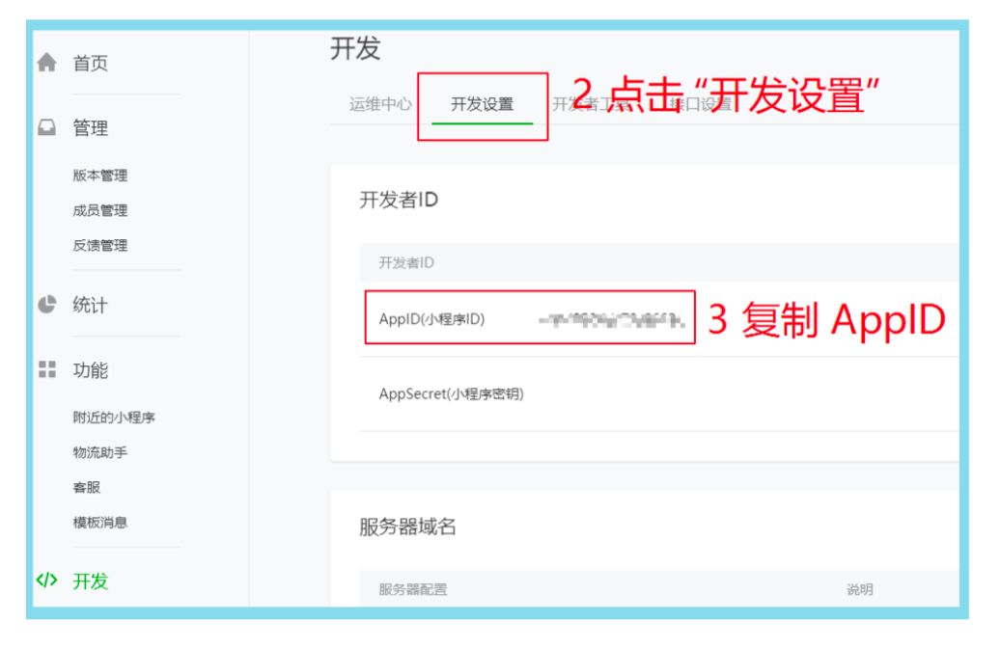 首页
管理
版本管理
成员管理
反馈管理
统计
功能
附近的小程序
物流助手
客服
模板消息
开发
开发
运维中心 开发设置 开发者工具 接口设置
2 点击 “开发设置”
开发者ID
开发者ID
AppID(小程序ID)
3 复制 AppID
AppSecret(小程序密钥)
服务器域名
服务器配置 说明